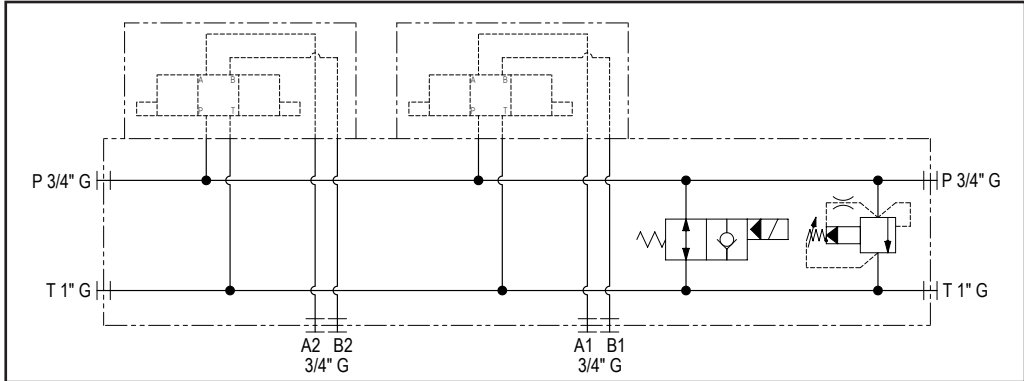 A B A B
P T P T
P 3/4" G P 3/4" G
T 1" G T 1" G
A2 B2 A1 B1
3/4" G 3/4" G